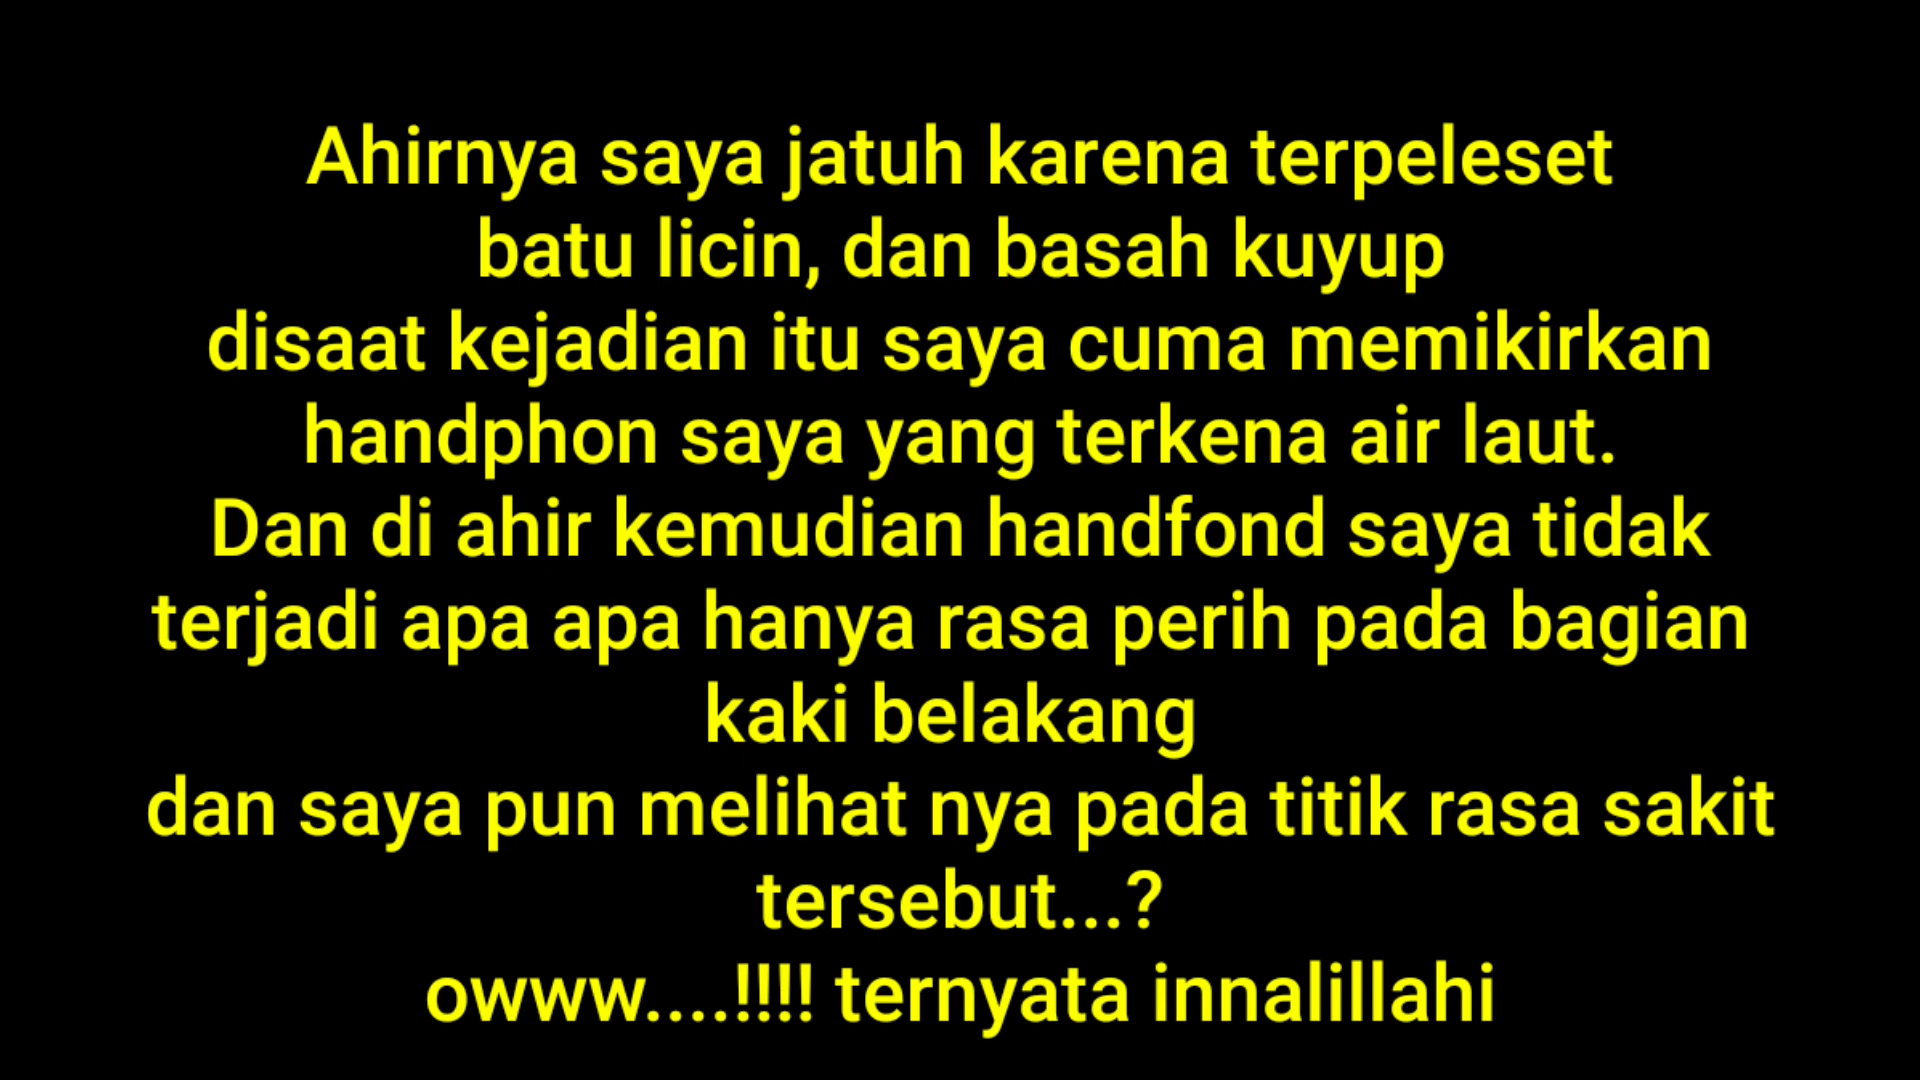 Ahirnya saya jatuh karena terpeleset
batu licin, dan basah kuyup
disaat kejadian itu saya cuma memikirkan
handphon saya yang terkena air laut.
Dan di ahir kemudian handfond saya tidak
terjadi apa apa hanya rasa perih pada bagian
kaki belakang
dan saya pun melihat nya pada titik rasa sakit
tersebut...?
owww....!!!! ternyata innalillahi